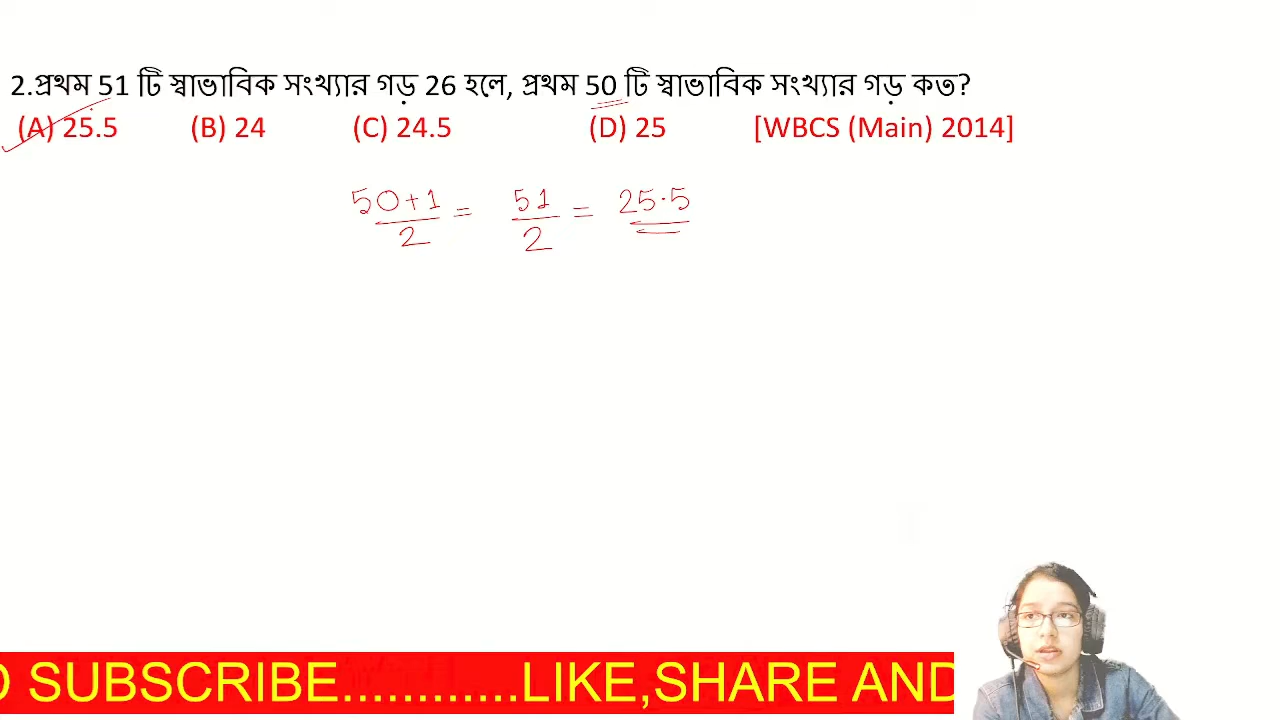 2.প্রথম 51 টি স্বাভাবিক সংখ্যার গড় 26 হলে, প্রথম 50 টি স্বাভাবিক সংখ্যার গড় কত?
(A) 25.5 (B) 24 (C) 24.5 (D) 25 [WBCS (Main) 2014]
50+1/2 = 51/2 = 25.5
SUBSCRIBE............LIKE,SHARE AND